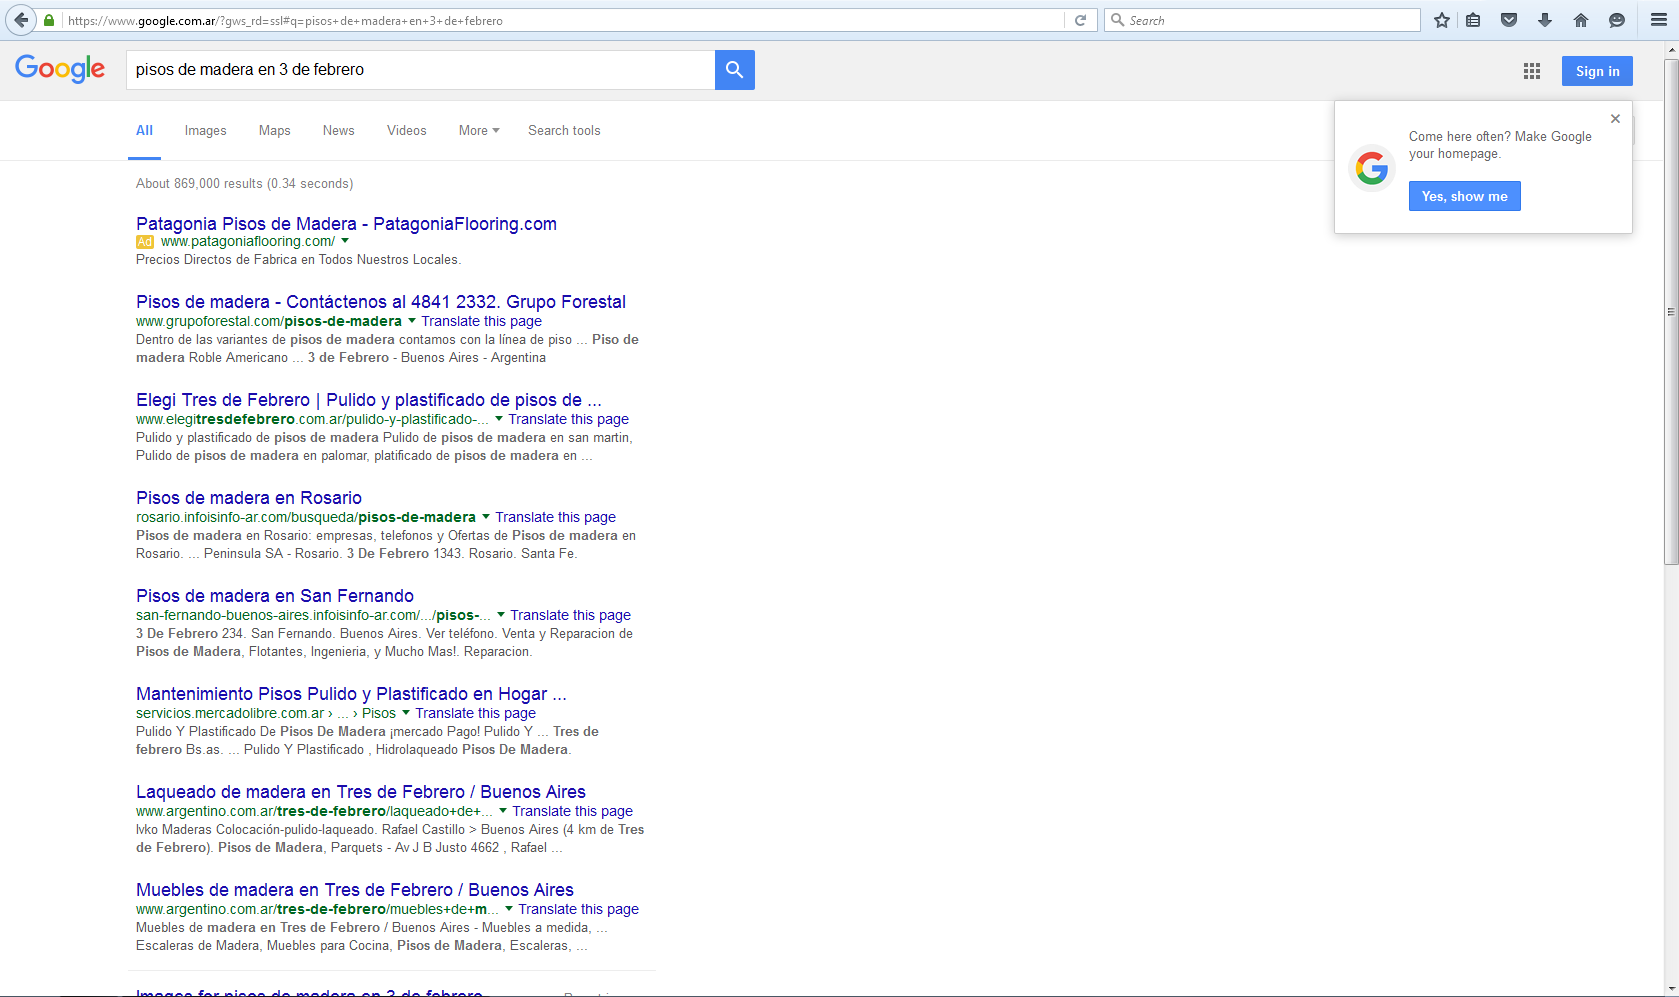 https://www.google.com.ar/?gws_rd=ssl#q=pisos+de+madera+en+3+de+febrero
Search
Google
pisos de madera en 3 de febrero
Sign in
All Images Maps News Videos More Search tools
Come here often? Make Google
your homepage.
Yes, show me
About 869,000 results (0.34 seconds)
Patagonia Pisos de Madera - PatagoniaFlooring.com
Ad www.patagoniaflooring.com/
Precios Directos de Fabrica en Todos Nuestros Locales.
Pisos de madera - Contáctenos al 4841 2332. Grupo Forestal
www.grupoforestal.com/pisos-de-madera Translate this page
Dentro de las variantes de pisos de madera contamos con la línea de piso ... Piso de
madera Roble Americano ... 3 de Febrero - Buenos Aires - Argentina
Elegi Tres de Febrero | Pulido y plastificado de pisos de ...
www.elegitresdefebrero.com.ar/pulido-y-plastificado-... Translate this page
Pulido y plastificado de pisos de madera Pulido de pisos de madera en san martin,
Pulido de pisos de madera en palomar, platificado de pisos de madera en ...
Pisos de madera en Rosario
rosario.infoisinfo-ar.com/busqueda/pisos-de-madera Translate this page
Pisos de madera en Rosario: empresas, telefonos y Ofertas de Pisos de madera en
Rosario. ... Peninsula SA - Rosario. 3 De Febrero 1343. Rosario. Santa Fe.
Pisos de madera en San Fernando
san-fernando-buenos-aires.infoisinfo-ar.com/.../pisos-... Translate this page
3 De Febrero 234. San Fernando. Buenos Aires. Ver teléfono. Venta y Reparacion de
Pisos de Madera, Flotantes, Ingenieria, y Mucho Mas!. Reparacion.
Mantenimiento Pisos Pulido y Plastificado en Hogar ...
servicios.mercadolibre.com.ar › ... › Pisos Translate this page
Pulido Y Plastificado De Pisos De Madera ¡mercado Pago! Pulido Y ... Tres de
febrero Bs.as. ... Pulido Y Plastificado , Hidrolaqueado Pisos De Madera.
Laqueado de madera en Tres de Febrero / Buenos Aires
www.argentino.com.ar/tres-de-febrero/laqueado+de+... Translate this page
Ivko Maderas Colocación-pulido-laqueado. Rafael Castillo > Buenos Aires (4 km de Tres
de Febrero). Pisos de Madera, Parquets - Av J B Justo 4662 , Rafael ...
Muebles de madera en Tres de Febrero / Buenos Aires
www.argentino.com.ar/tres-de-febrero/muebles+de+m... Translate this page
Muebles de madera en Tres de Febrero / Buenos Aires - Muebles a medida, ...
Escaleras de Madera, Muebles para Cocina, Pisos de Madera, Escaleras, ...
Images for pisos de madera en 3 de febrero